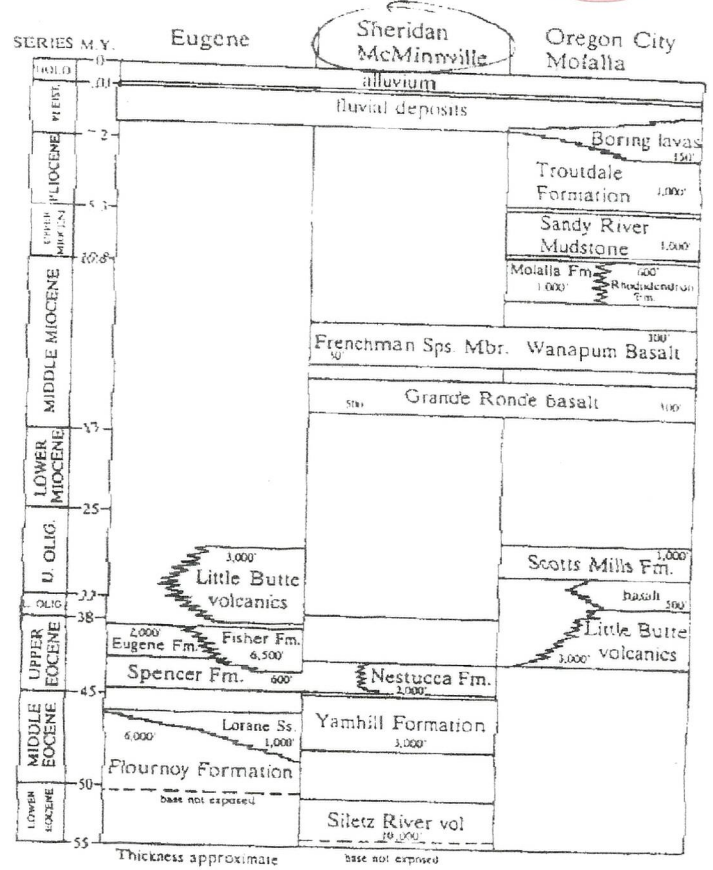 SERIES M.Y.
Eugene
Sheridan
McMinnville
Oregon City
Molalla
0
alluvium
.01
PLEIST.
fluvial deposits
2
PLIOCENE
Boring lavas
150'
Troutdale
Formation 1,000'
5.3
UPPER
MIOCENE
Sandy River
Mudstone 1,000'
10.8
Molalla Fm.
1,000'
600'
Rhododendron
Fm.
MIDDLE MIOCENE
300'
Frenchman Sps. Mbr. Wanapum Basalt
Grande Ronde basalt
500 300'
17
LOWER
MIOCENE
25
U. OLIG.
3,000'
Little Butte
volcanics
1,000'
Scotts Mills Fm.
basalt
500'
32
L. OLIG
38
Little Butte
3,000' volcanics
UPPER
EOCENE
2,000'
Eugene Fm.
Fisher Fm.
6,500'
Spencer Fm. 600'
Nestucca Fm.
2,000'
45
MIDDLE
EOCENE
6,000'
Lorane Ss.
1,000'
Flournoy Formation
Yamhill Formation
3,000'
50
base not exposed
LOWER
EOCENE
Siletz River vol
10,000'
55
Thickness approximate
base not exposed